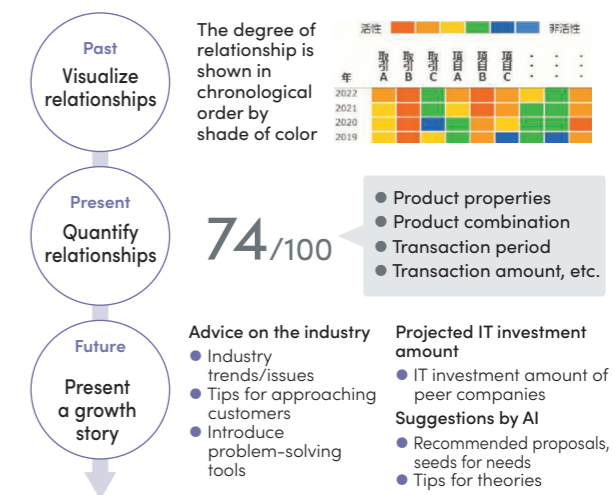 Past
Visualize
relationships
The degree of
relationship is
shown in
chronological
order by
shade of color
活性
非活性
年
取引A
取引B
取引C
項目A
項目B
項目C
・・・
・・・
・・・
2022
2021
2020
2019
Present
Quantify
relationships
74/100
● Product properties
● Product combination
● Transaction period
● Transaction amount, etc.
Future
Present
a growth
story
Advice on the industry
● Industry
trends/issues
● Tips for approaching
customers
● Introduce
problem-solving
tools
Projected IT investment
amount
● IT investment amount of
peer companies
Suggestions by AI
● Recommended proposals,
seeds for needs
● Tips for theories